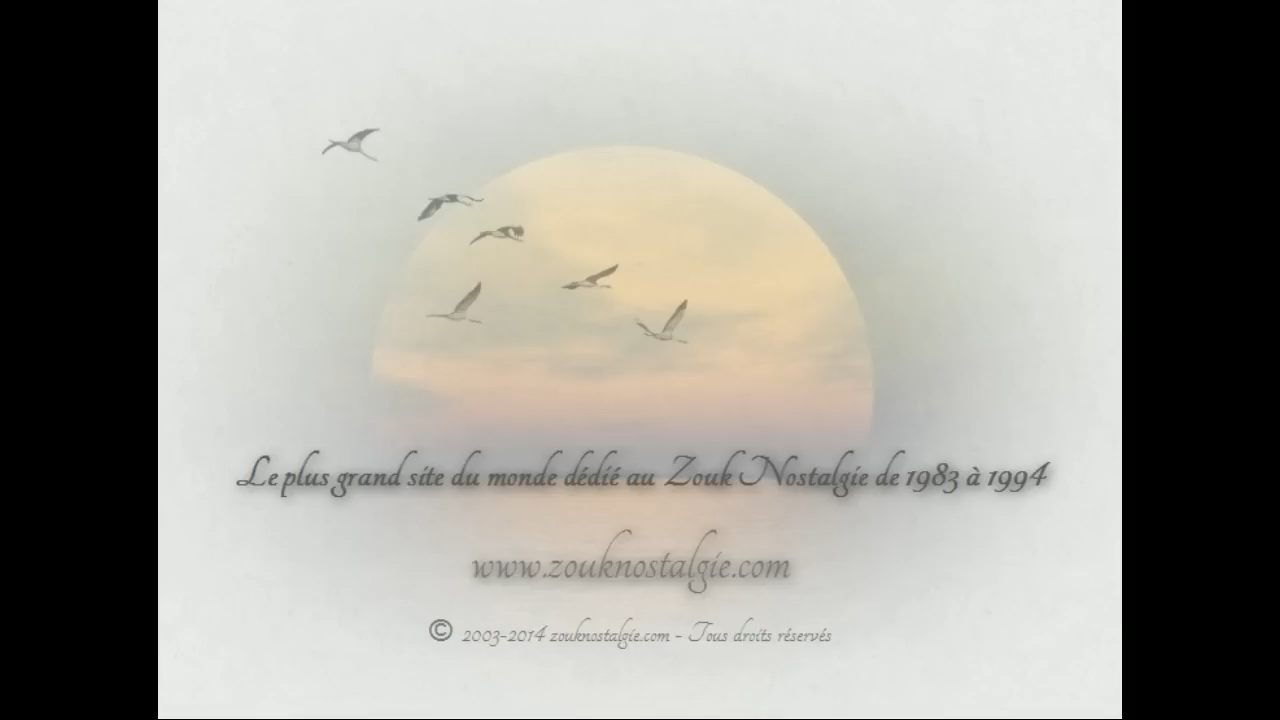 Le plus grand site du monde dédié au Zouk Nostalgie de 1983 à 1994
www.zouknostalgie.com
© 2003-2014 zouknostalgie.com - Tous droits réservés